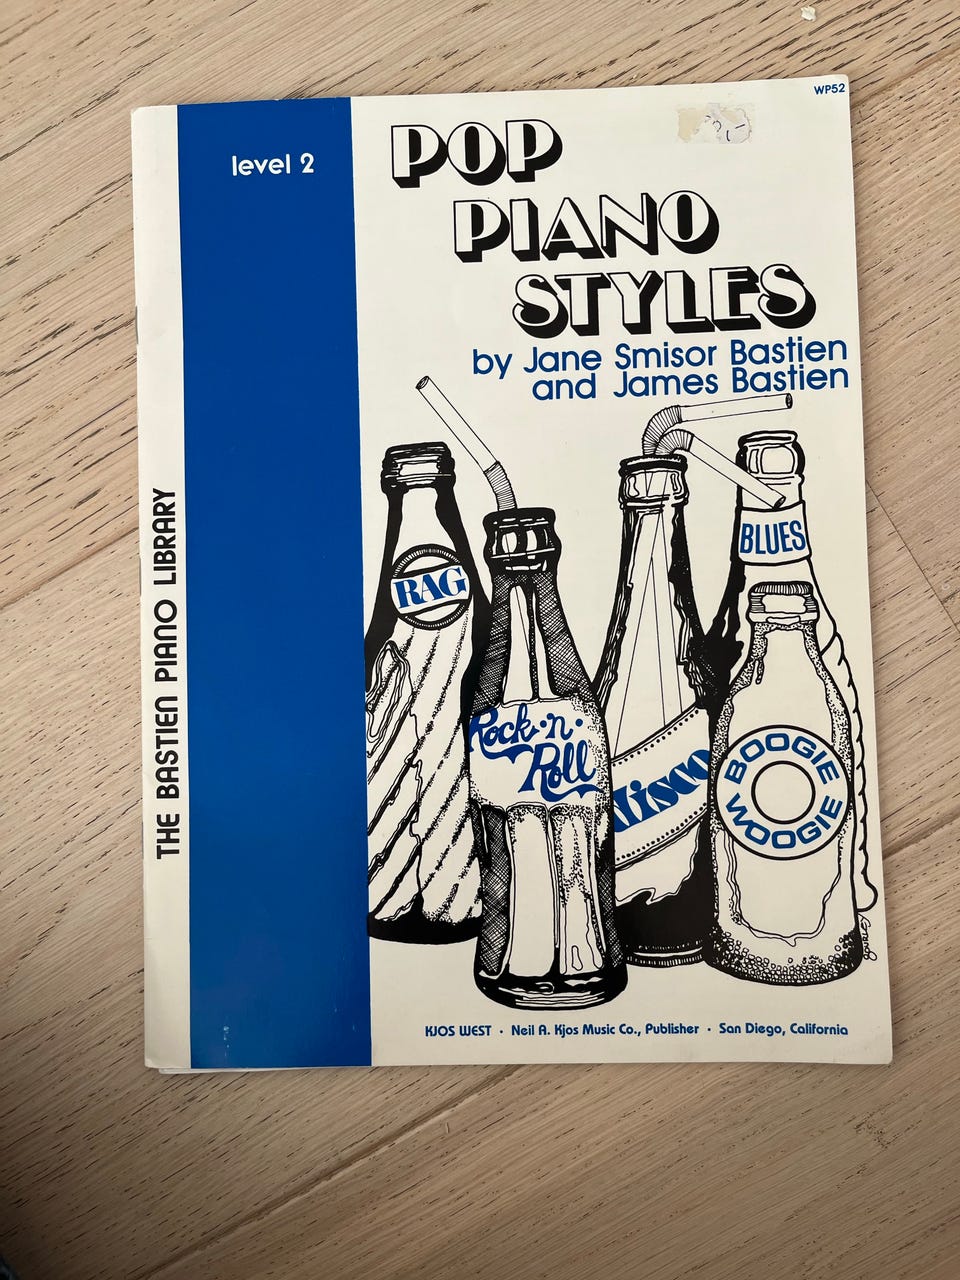 WP52
level 2
POP
PIANO
STYLES
by Jane Smisor Bastien
and James Bastien
THE BASTIEN PIANO LIBRARY
RAG
Rock·n·
Roll
disco
BLUES
BOOGIE
WOOGIE
KJOS WEST · Neil A. Kjos Music Co., Publisher · San Diego, California